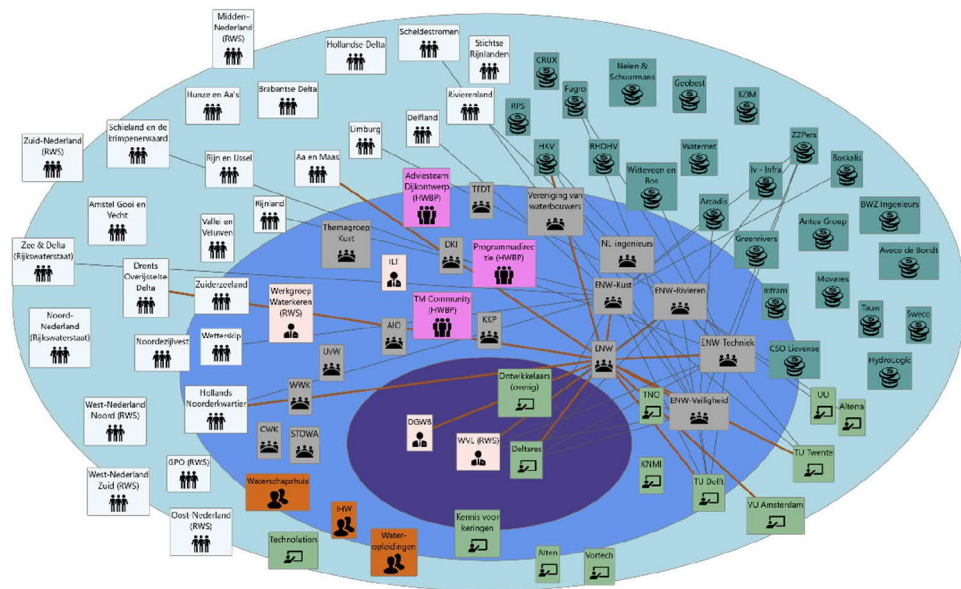 Midden-
Nederland
(RWS)
Hollandse Delta
Scheldestromen
Stichtse
Rijnlanden
CRUX
Fugro
Nelen &
Schuurmans
Geobest
BZIM
Hunze en Aa's
Brabantse Delta
Rivierenland
RPS
Zuid-Nederland
(RWS)
Schieland en de
krimpenerwaard
Limburg
Delfland
HKV
RHDHV
Waternet
ZZPers
Rijn en IJssel
Aa en Maas
Adviesteam
Dijkontwerp
(HWBP)
TFDT
Vereniging van
waterbouwers
Witteveen en
Bos
Iv - Infra
Boskalis
Amstel Gooi en
Vecht
Vallei en
Veluwen
Rijnland
Themagroep
Kust
DKI
Programmadirec
tie (HWBP)
NL ingenieurs
Arcadis
Antea Group
BWZ Ingenieurs
Zee & Delta
(Rijkswaterstaat)
Drents
Overijsselse
Delta
Zuiderzeeland
ILT
Greenrivers
Aveco de Bondt
Werkgroep
Waterkeren
(RWS)
TM Community
(HWBP)
ENW-Kust
ENW-Rivieren
Infram
Movares
Noord-
Nederland
(Rijkswaterstaat)
Noordezijlvest
Wetterskip
AIO
KKP
Tauw
Sweco
UVW
ENW
ENW-Techniek
CSO Lievense
HydroLogic
Hollands
Noorderkwartier
WWK
Ontwikkelaars
(overig)
TNO
ENW-Veiligheid
UU
Alterra
West-Nederland
Noord (RWS)
CWK
STOWA
DGWB
WVL (RWS)
Deltares
KNMI
TU Delft
TU Twente
West-Nederland
Zuid (RWS)
GPO (RWS)
Waterschapshuis
VU Amsterdam
Oost-Nederland
(RWS)
IHW
Water-
opleidingen
Kennis voor
keringen
Technolution
Alten
Vortech